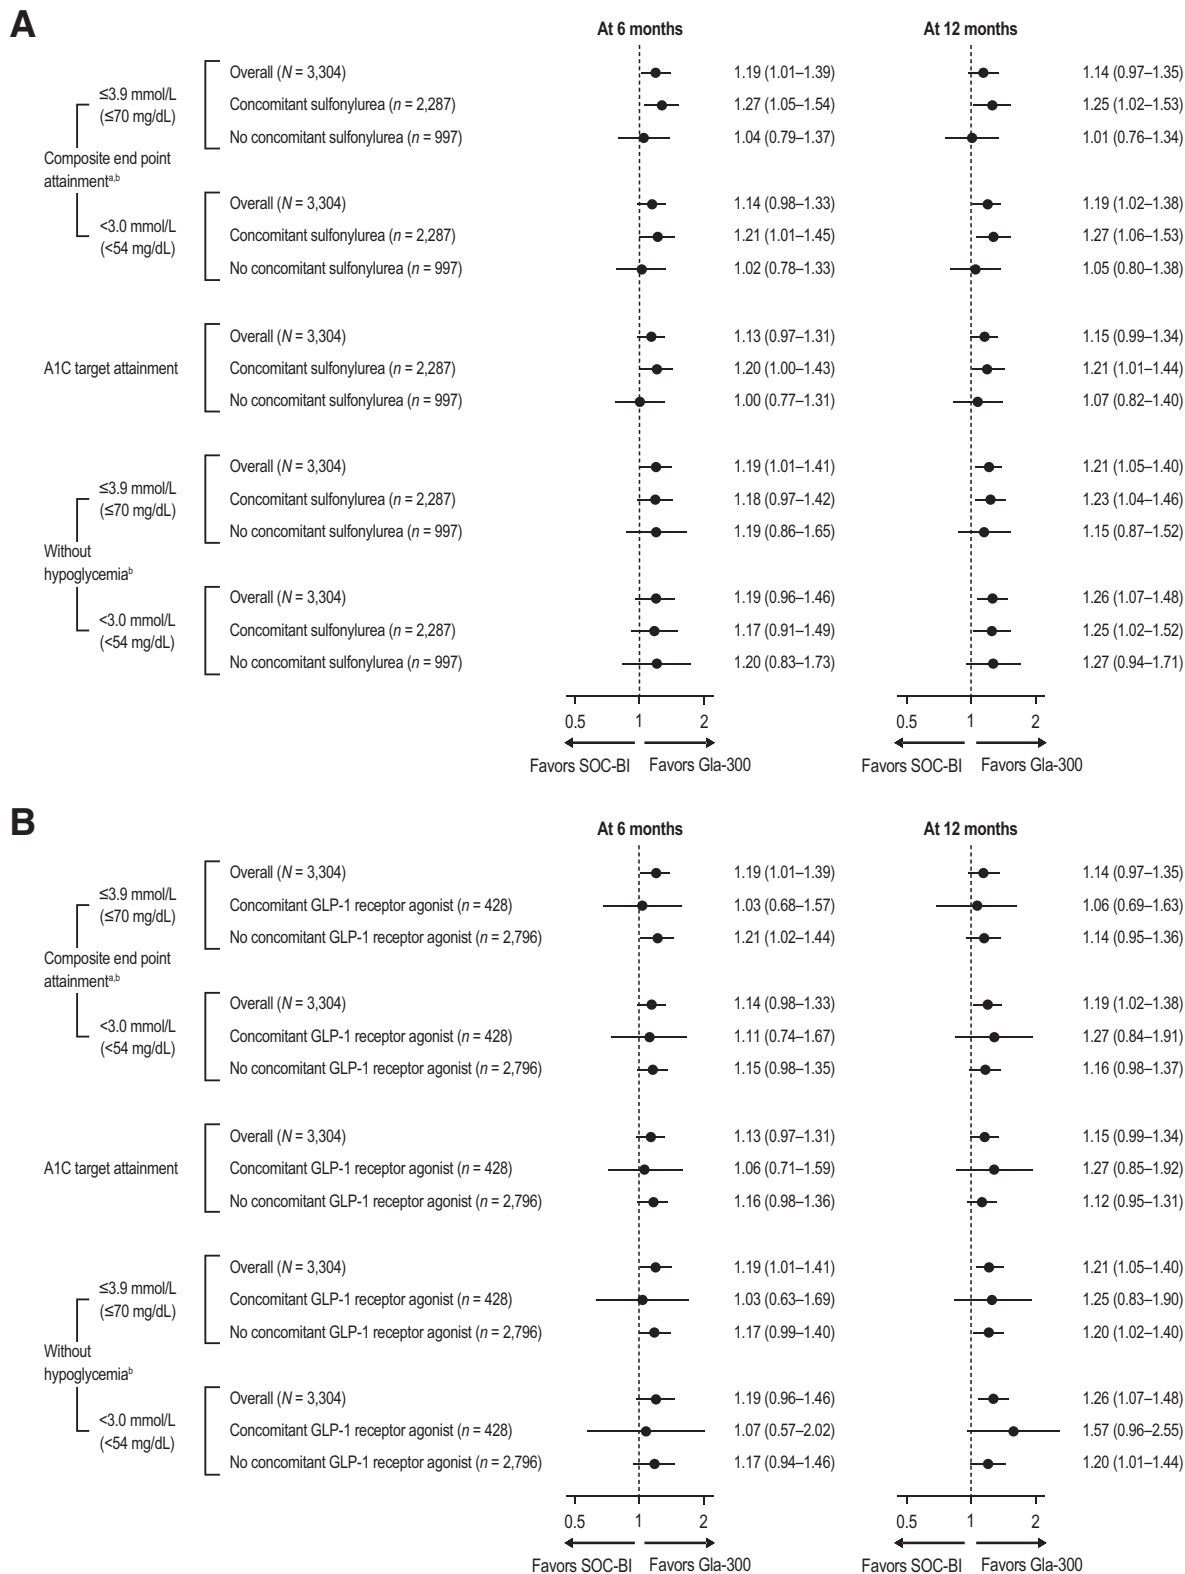 A
At 6 months At 12 months
Overall (N = 3,304) 1.19 (1.01–1.39) 1.14 (0.97–1.35)
≤3.9 mmol/L
(≤70 mg/dL)
Concomitant sulfonylurea (n = 2,287) 1.27 (1.05–1.54) 1.25 (1.02–1.53)
No concomitant sulfonylurea (n = 997) 1.04 (0.79–1.37) 1.01 (0.76–1.34)
Composite end point
attainmenta,b
Overall (N = 3,304) 1.14 (0.98–1.33) 1.19 (1.02–1.38)
<3.0 mmol/L
(<54 mg/dL)
Concomitant sulfonylurea (n = 2,287) 1.21 (1.01–1.45) 1.27 (1.06–1.53)
No concomitant sulfonylurea (n = 997) 1.02 (0.78–1.33) 1.05 (0.80–1.38)
Overall (N = 3,304) 1.13 (0.97–1.31) 1.15 (0.99–1.34)
A1C target attainment Concomitant sulfonylurea (n = 2,287) 1.20 (1.00–1.43) 1.21 (1.01–1.44)
No concomitant sulfonylurea (n = 997) 1.00 (0.77–1.31) 1.07 (0.82–1.40)
Overall (N = 3,304) 1.19 (1.01–1.41) 1.21 (1.05–1.40)
≤3.9 mmol/L
(≤70 mg/dL)
Concomitant sulfonylurea (n = 2,287) 1.18 (0.97–1.42) 1.23 (1.04–1.46)
No concomitant sulfonylurea (n = 997) 1.19 (0.86–1.65) 1.15 (0.87–1.52)
Without
hypoglycemiab
Overall (N = 3,304) 1.19 (0.96–1.46) 1.26 (1.07–1.48)
<3.0 mmol/L
(<54 mg/dL)
Concomitant sulfonylurea (n = 2,287) 1.17 (0.91–1.49) 1.25 (1.02–1.52)
No concomitant sulfonylurea (n = 997) 1.20 (0.83–1.73) 1.27 (0.94–1.71)
0.5 1 2 0.5 1 2
Favors SOC-BI Favors Gla-300 Favors SOC-BI Favors Gla-300
B
At 6 months At 12 months
Overall (N = 3,304) 1.19 (1.01–1.39) 1.14 (0.97–1.35)
≤3.9 mmol/L
(≤70 mg/dL)
Concomitant GLP-1 receptor agonist (n = 428) 1.03 (0.68–1.57) 1.06 (0.69–1.63)
No concomitant GLP-1 receptor agonist (n = 2,796) 1.21 (1.02–1.44) 1.14 (0.95–1.36)
Composite end point
attainmenta,b
Overall (N = 3,304) 1.14 (0.98–1.33) 1.19 (1.02–1.38)
<3.0 mmol/L
(<54 mg/dL)
Concomitant GLP-1 receptor agonist (n = 428) 1.11 (0.74–1.67) 1.27 (0.84–1.91)
No concomitant GLP-1 receptor agonist (n = 2,796) 1.15 (0.98–1.35) 1.16 (0.98–1.37)
Overall (N = 3,304) 1.13 (0.97–1.31) 1.15 (0.99–1.34)
A1C target attainment Concomitant GLP-1 receptor agonist (n = 428) 1.06 (0.71–1.59) 1.27 (0.85–1.92)
No concomitant GLP-1 receptor agonist (n = 2,796) 1.16 (0.98–1.36) 1.12 (0.95–1.31)
Overall (N = 3,304) 1.19 (1.01–1.41) 1.21 (1.05–1.40)
≤3.9 mmol/L
(≤70 mg/dL)
Concomitant GLP-1 receptor agonist (n = 428) 1.03 (0.63–1.69) 1.25 (0.83–1.90)
No concomitant GLP-1 receptor agonist (n = 2,796) 1.17 (0.99–1.40) 1.20 (1.02–1.40)
Without
hypoglycemiab
Overall (N = 3,304) 1.19 (0.96–1.46) 1.26 (1.07–1.48)
<3.0 mmol/L
(<54 mg/dL)
Concomitant GLP-1 receptor agonist (n = 428) 1.07 (0.57–2.02) 1.57 (0.96–2.55)
No concomitant GLP-1 receptor agonist (n = 2,796) 1.17 (0.94–1.46) 1.20 (1.01–1.44)
0.5 1 2 0.5 1 2
Favors SOC-BI Favors Gla-300 Favors SOC-BI Favors Gla-300